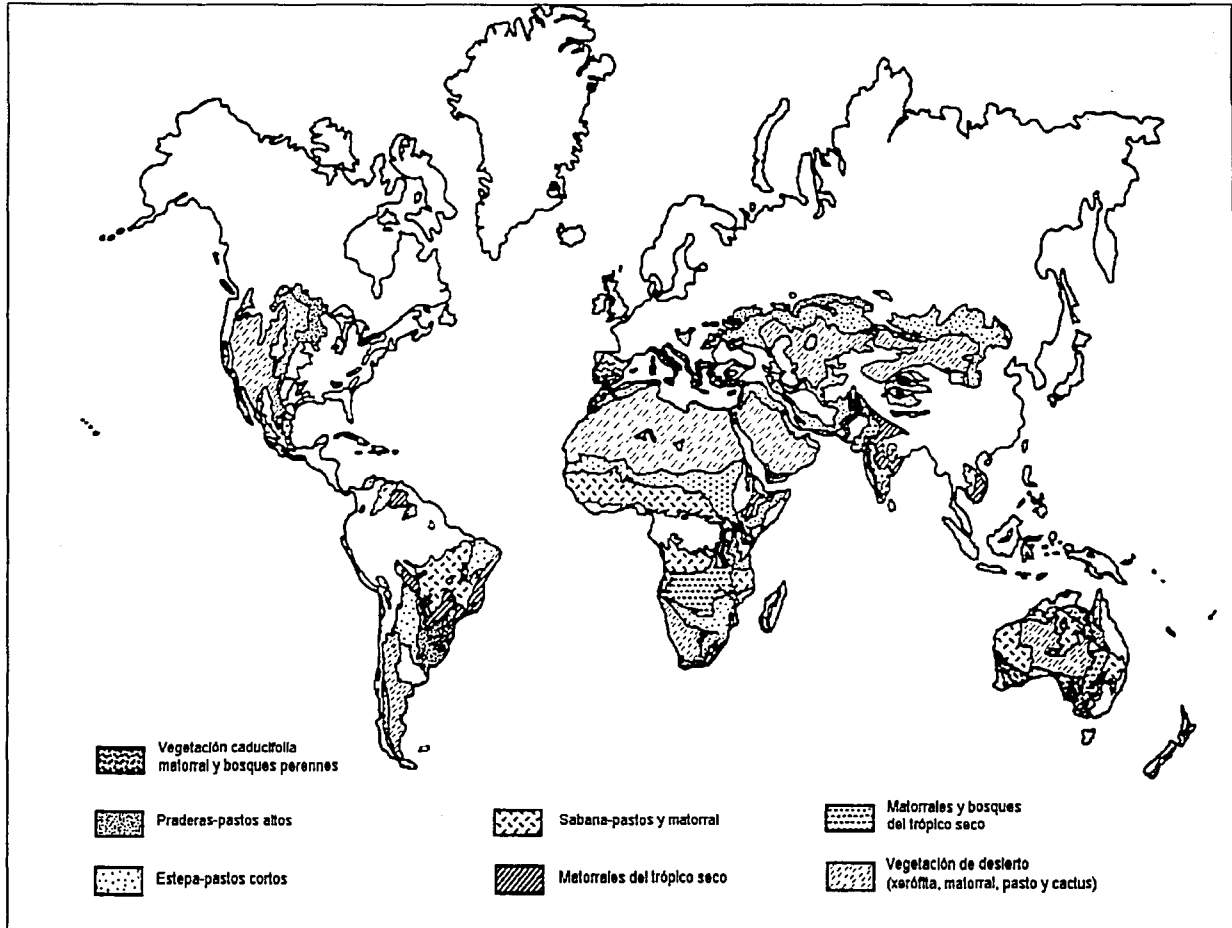 Vegetación caducifolia
matorral y bosques perennes
Praderas-pastos altos
Estepa-pastos cortos
Sabana-pastos y matorral
Matorrales del trópico seco
Matorrales y bosques
del trópico seco
Vegetación de desierto
(xerófita, matorral, pasto y cactus)